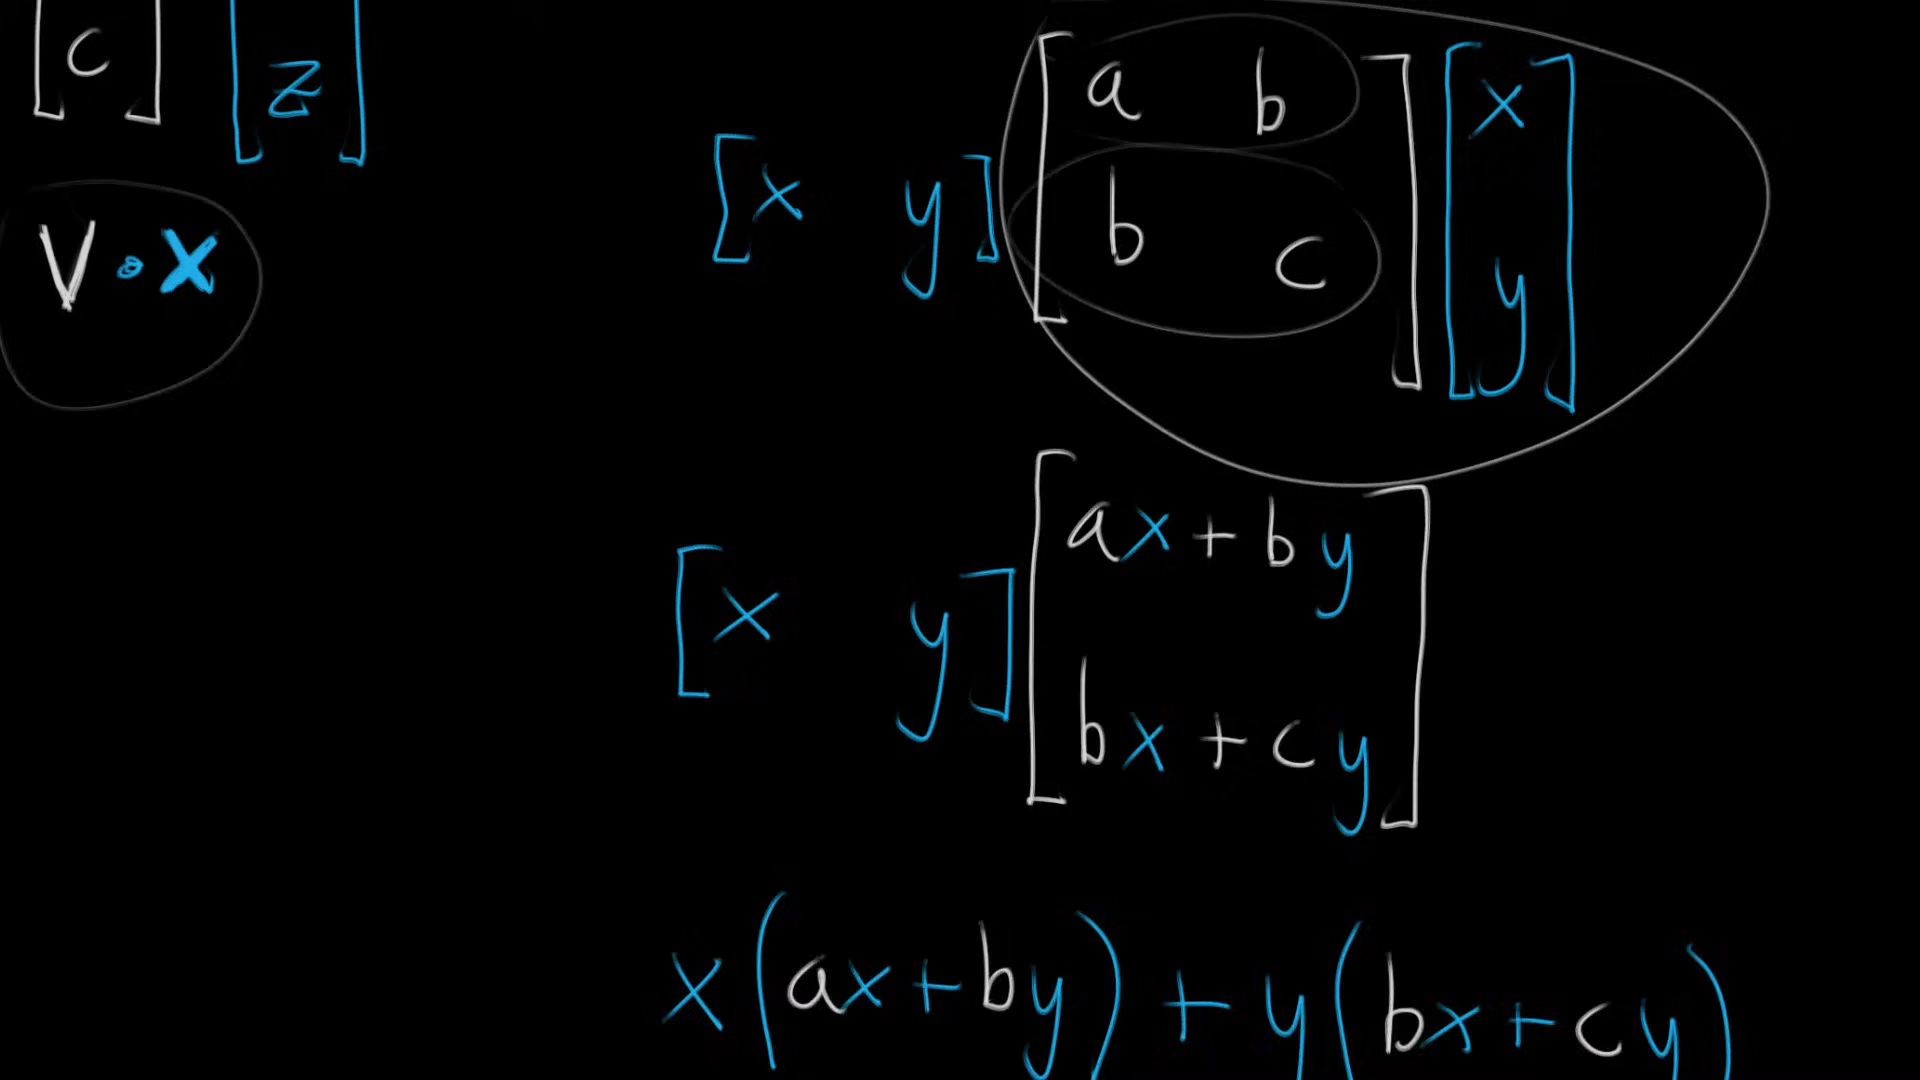 [c] [z]
V · x
[x y] [a b
b c] [x
y]
[x y] [ax + by
bx + cy]
x(ax + by) + y(bx + cy)